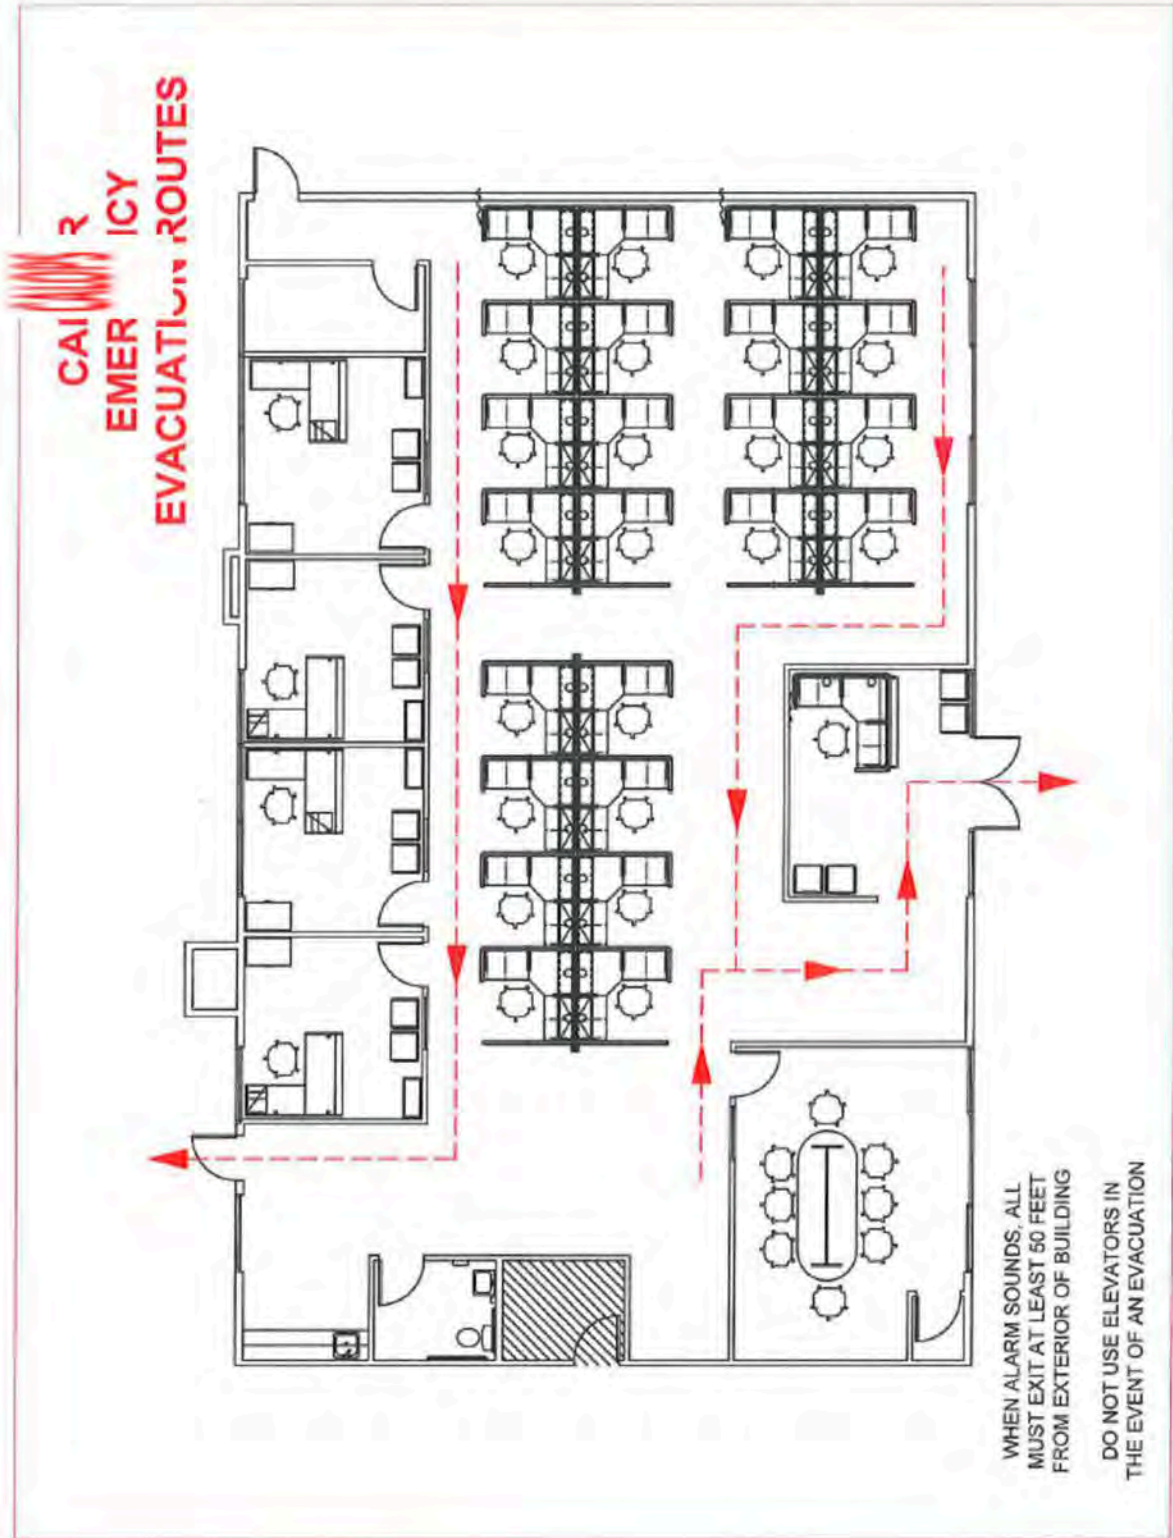 EVACUATION ROUTES
WHEN ALARM SOUNDS, ALL
MUST EXIT AT LEAST 50 FEET
FROM EXTERIOR OF BUILDING
DO NOT USE ELEVATORS IN
THE EVENT OF AN EVACUATION